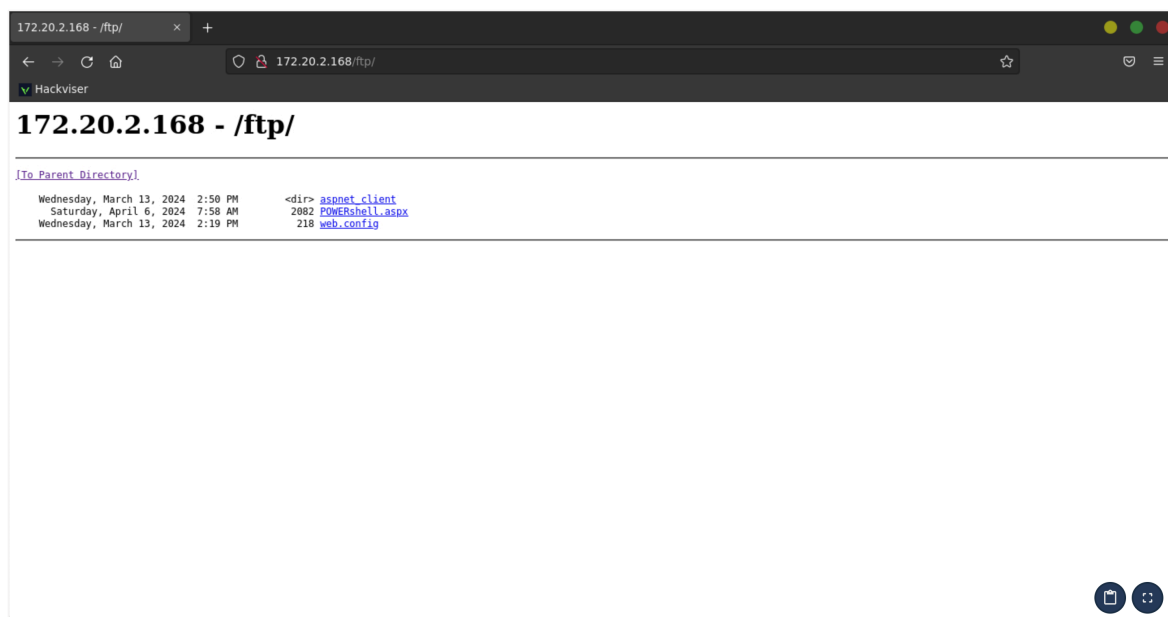 172.20.2.168 - /ftp/
172.20.2.168/ftp/
Hackviser
172.20.2.168 - /ftp/
[To Parent Directory]
Wednesday, March 13, 2024 2:50 PM <dir> aspnet_client
Saturday, April 6, 2024 7:58 AM 2082 POWERshell.aspx
Wednesday, March 13, 2024 2:19 PM 218 web.config